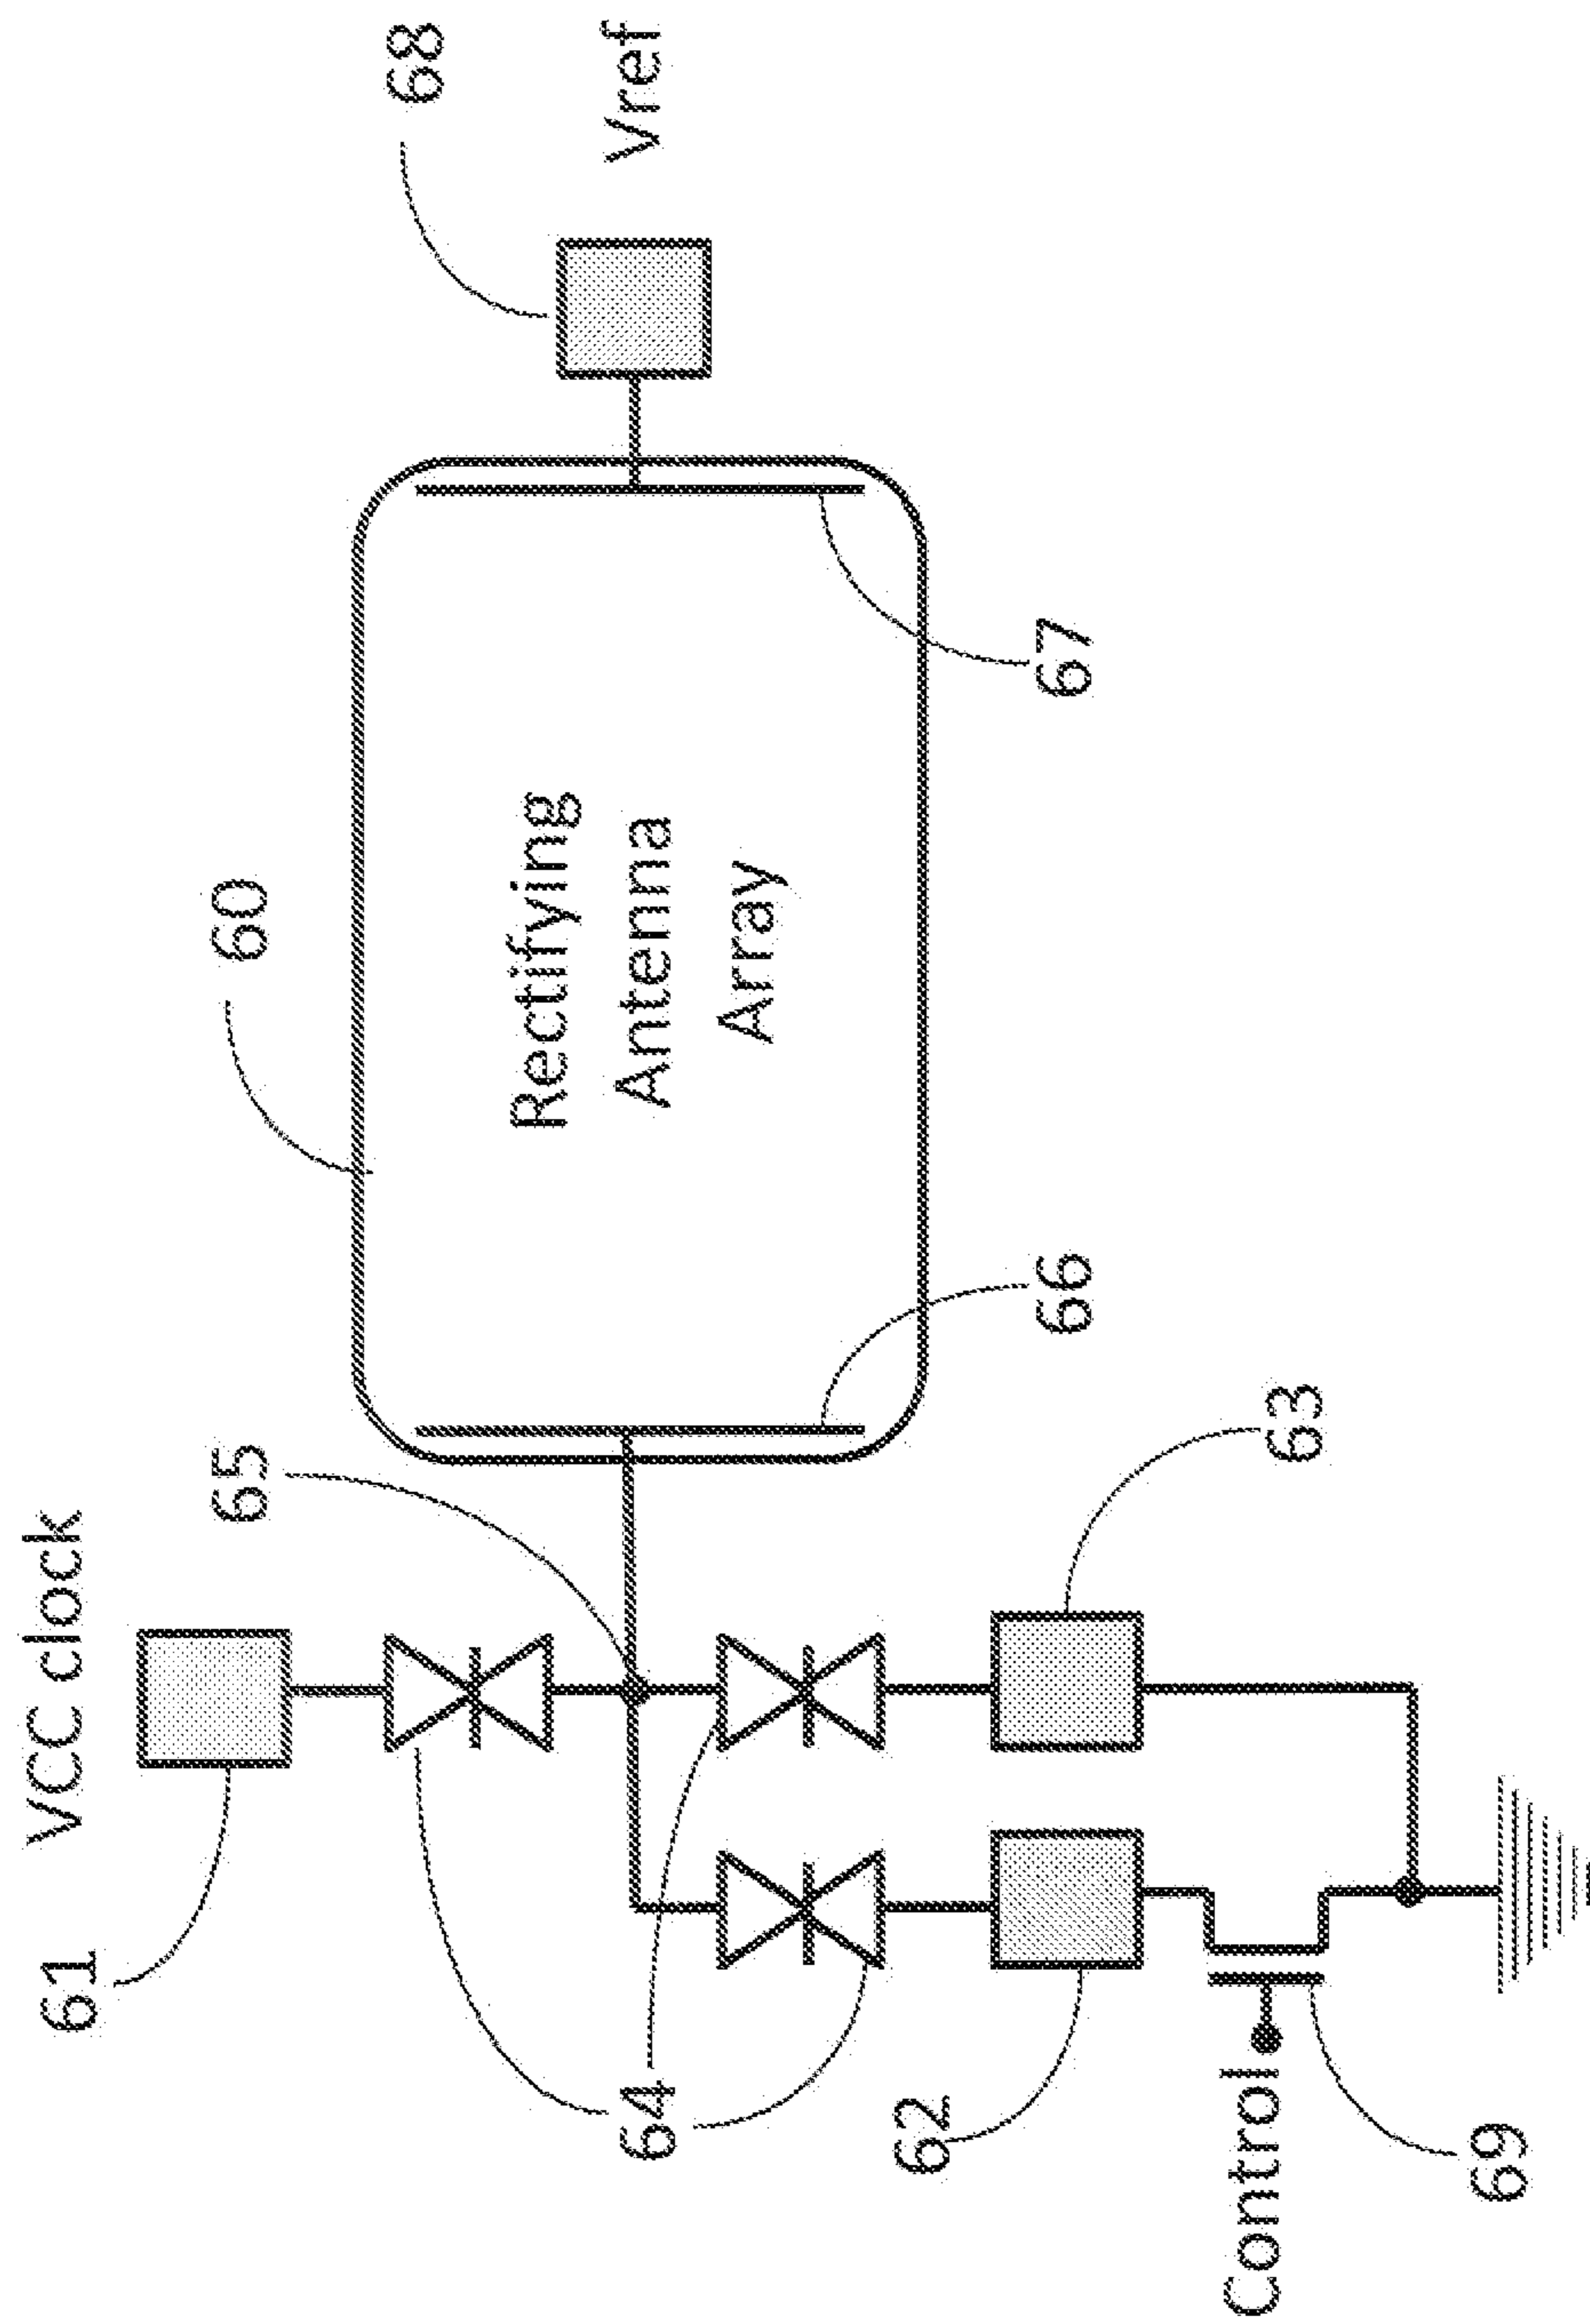 VCC clock
61
65
60
68
Vref
Rectifying
Antenna
Array
64
62
63
66
67
Control
69